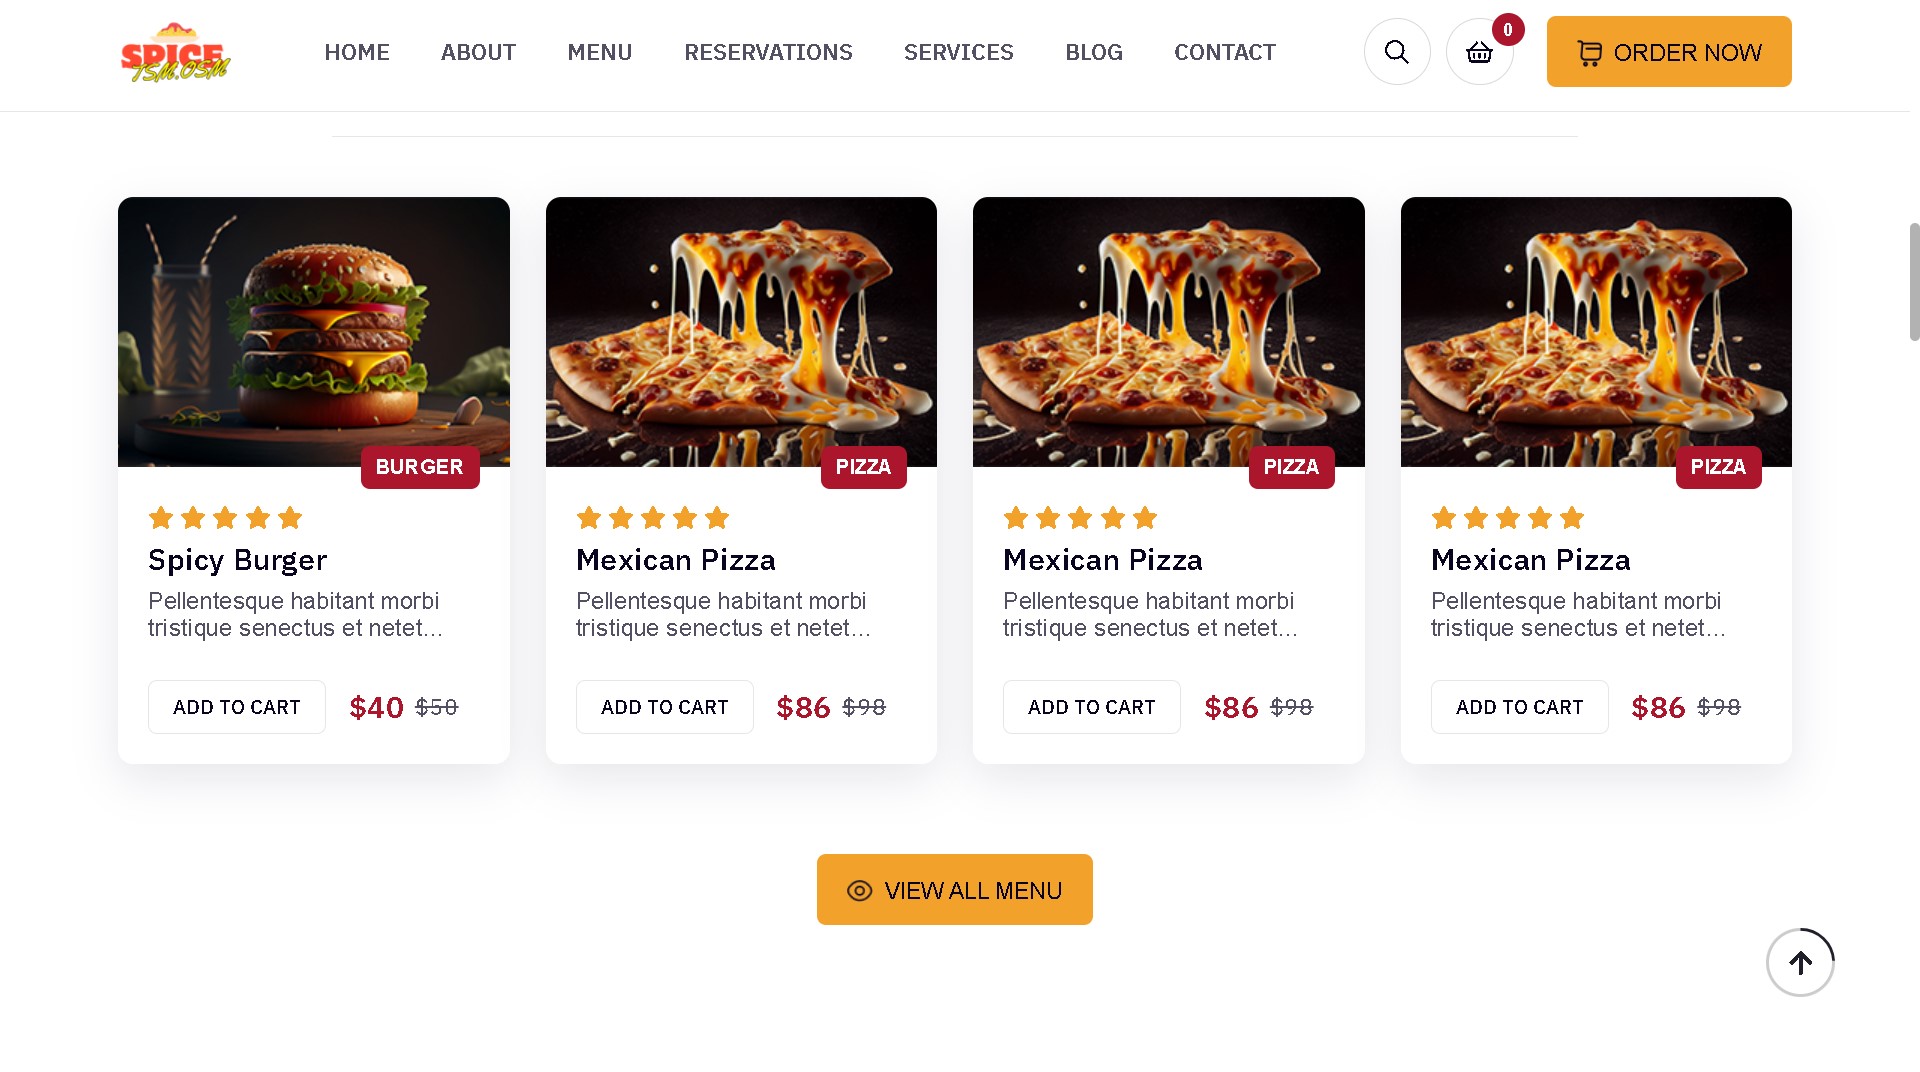 SPICE
TSM.OSM
HOME ABOUT MENU RESERVATIONS SERVICES BLOG CONTACT
0
ORDER NOW
BURGER
Spicy Burger
Pellentesque habitant morbi
tristique senectus et netet...
ADD TO CART $40 $50
PIZZA
Mexican Pizza
Pellentesque habitant morbi
tristique senectus et netet...
ADD TO CART $86 $98
PIZZA
Mexican Pizza
Pellentesque habitant morbi
tristique senectus et netet...
ADD TO CART $86 $98
PIZZA
Mexican Pizza
Pellentesque habitant morbi
tristique senectus et netet...
ADD TO CART $86 $98
VIEW ALL MENU